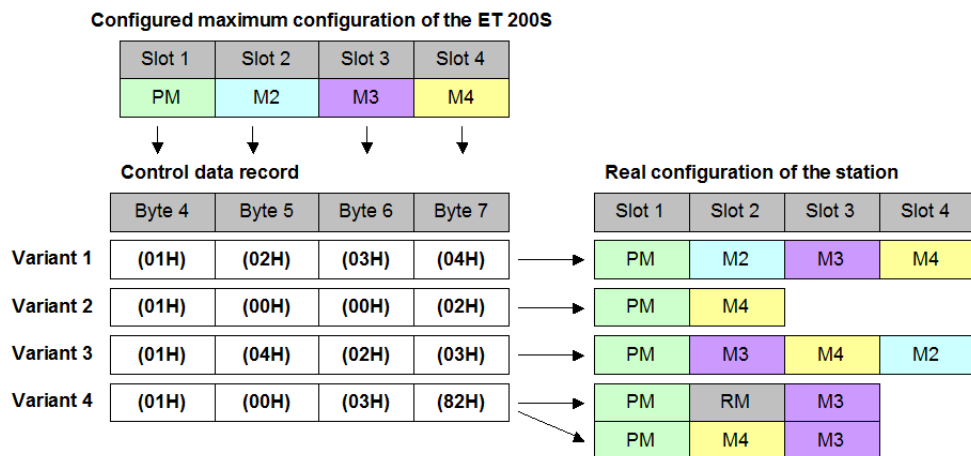 Configured maximum configuration of the ET 200S
Slot 1 Slot 2 Slot 3 Slot 4
PM M2 M3 M4
Control data record Real configuration of the station
Byte 4 Byte 5 Byte 6 Byte 7 Slot 1 Slot 2 Slot 3 Slot 4
Variant 1 (01H) (02H) (03H) (04H) PM M2 M3 M4
Variant 2 (01H) (00H) (00H) (02H) PM M4
Variant 3 (01H) (04H) (02H) (03H) PM M3 M4 M2
Variant 4 (01H) (00H) (03H) (82H) PM RM M3
PM M4 M3